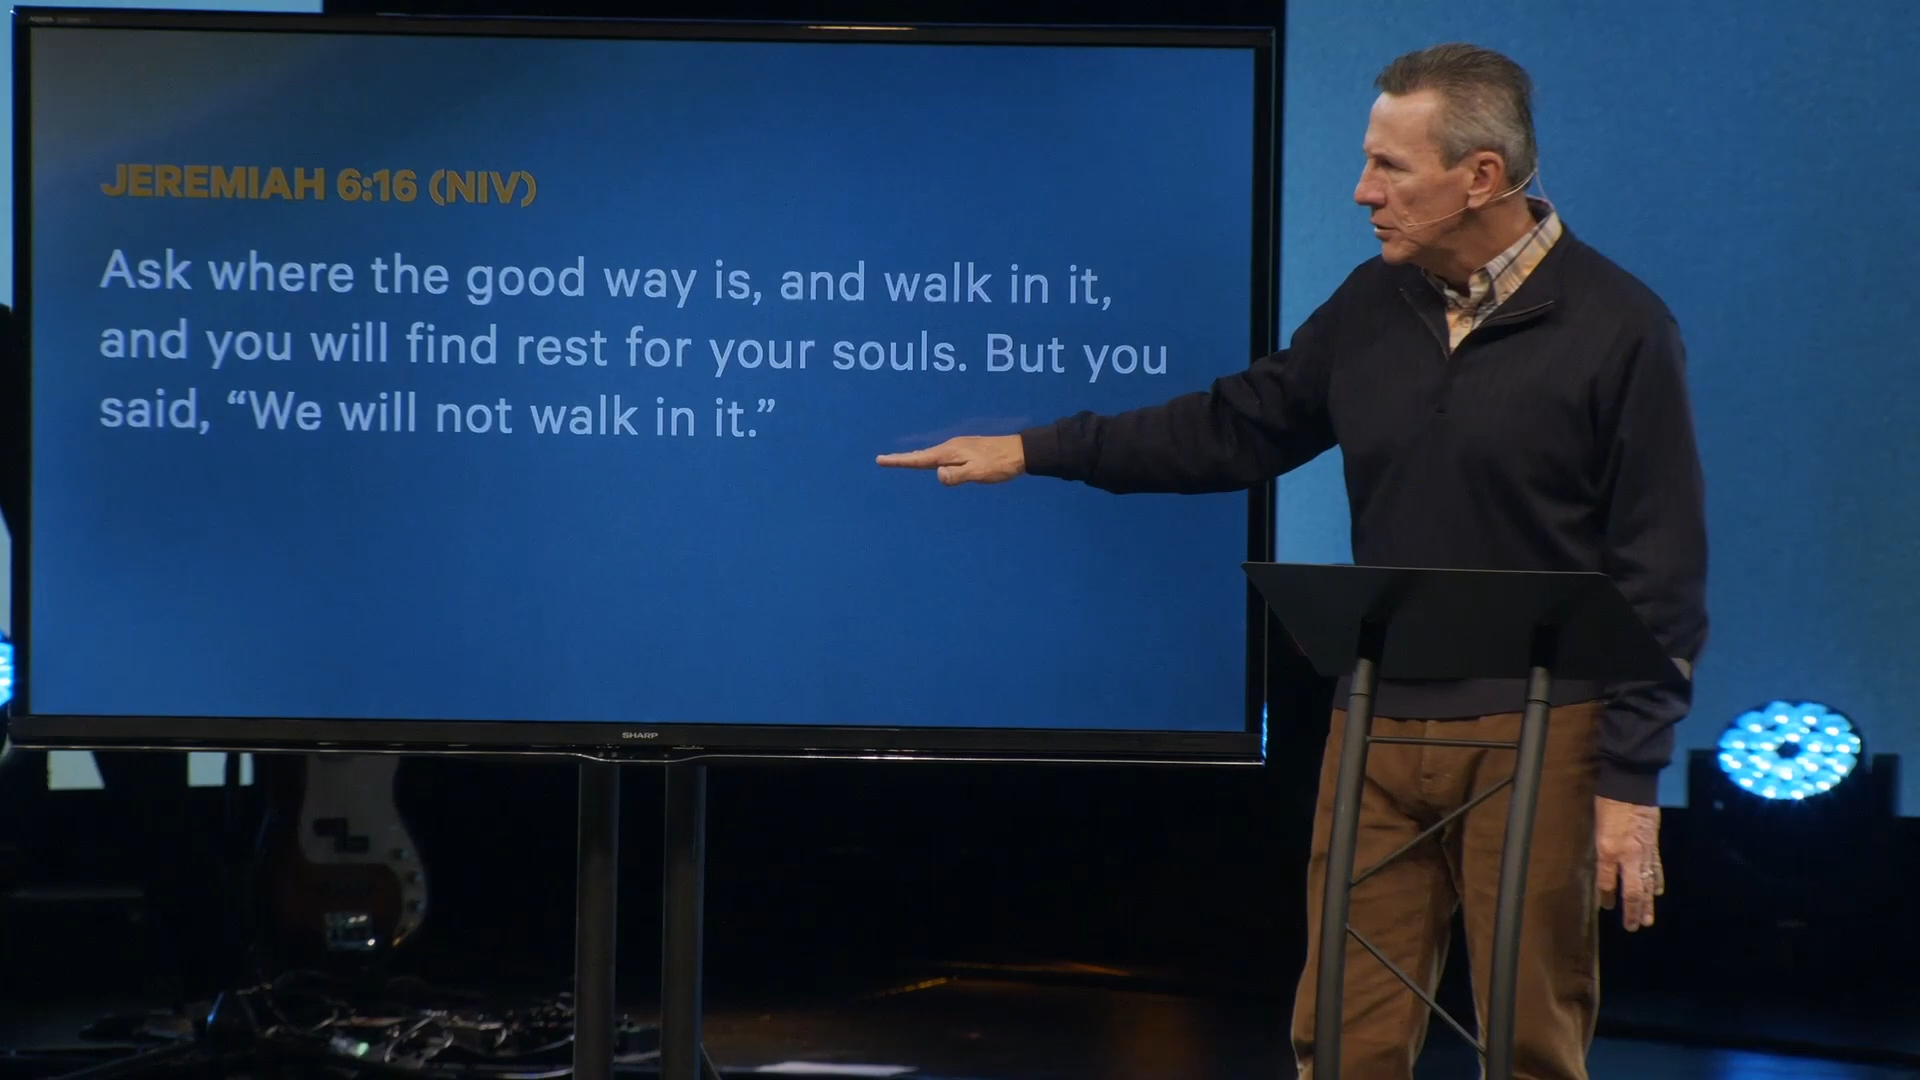 JEREMIAH 6:16 (NIV)
Ask where the good way is, and walk in it,
and you will find rest for your souls. But you
said, “We will not walk in it.”
SHARP